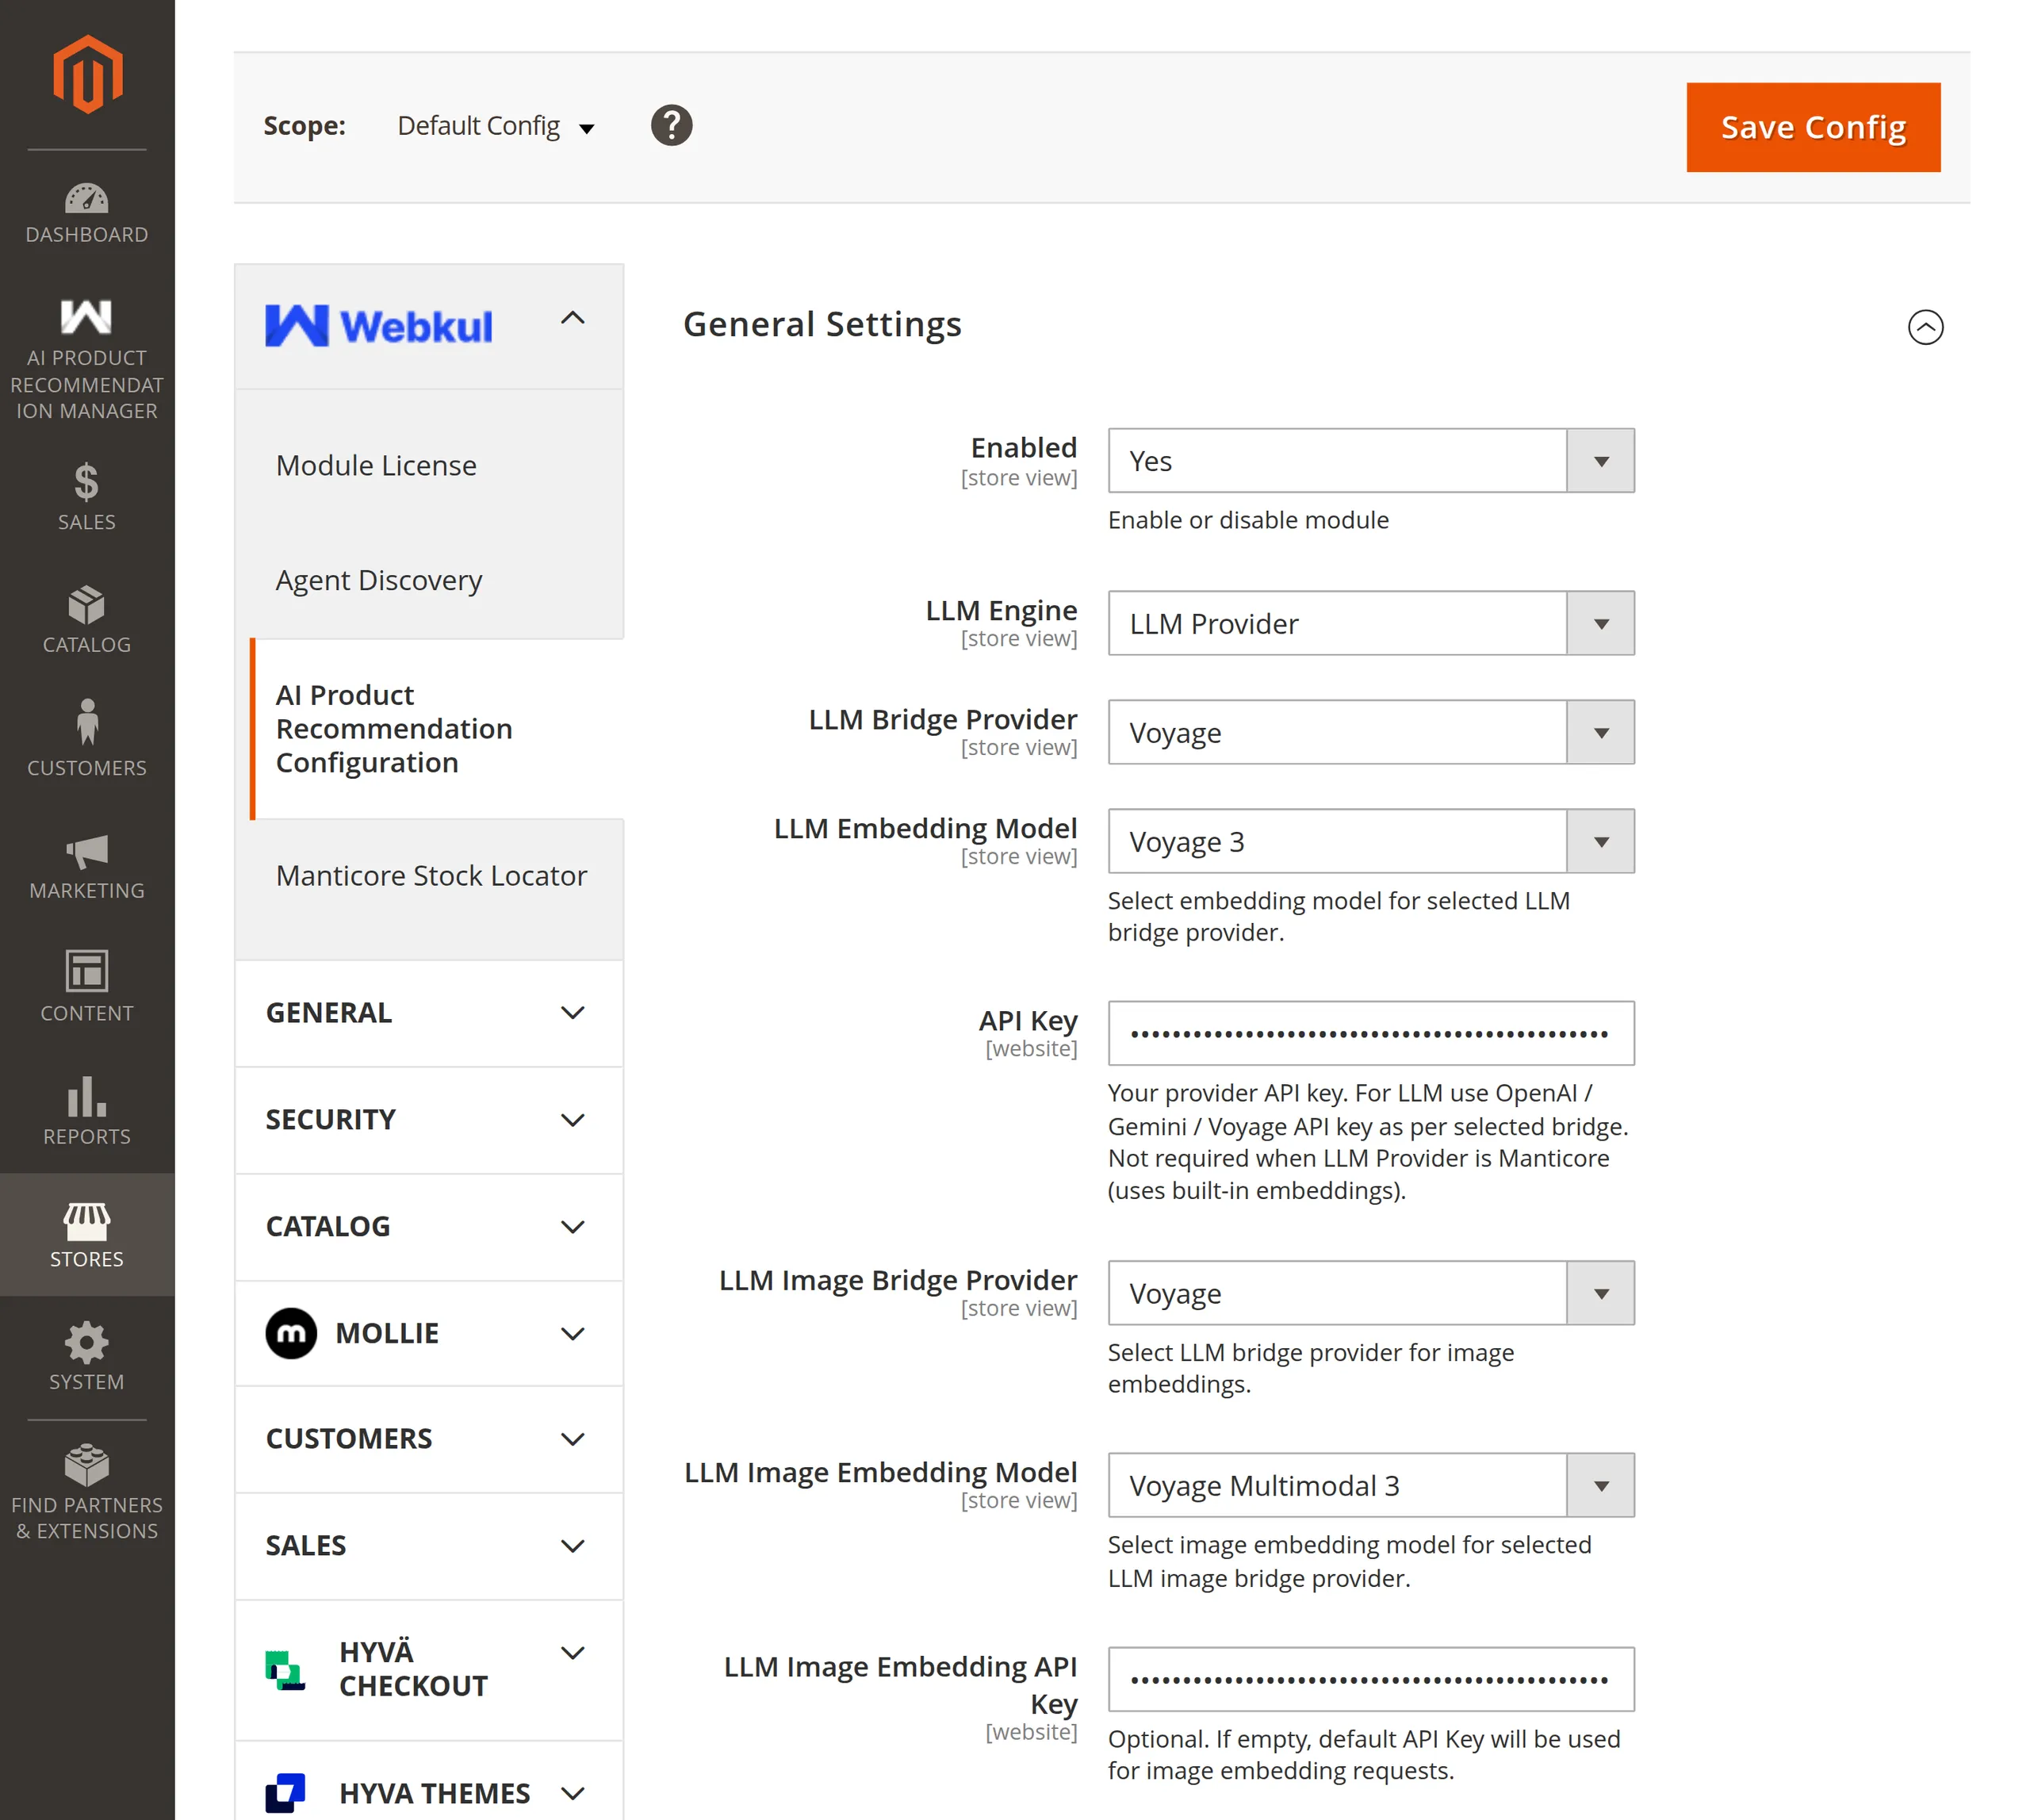 Scope: Default Config ? Save Config
DASHBOARD
AI PRODUCT
RECOMMENDAT
ION MANAGER
SALES
CATALOG
CUSTOMERS
MARKETING
CONTENT
REPORTS
STORES
SYSTEM
FIND PARTNERS
& EXTENSIONS
Webkul
Module License
Agent Discovery
AI Product
Recommendation
Configuration
Manticore Stock Locator
GENERAL
SECURITY
CATALOG
MOLLIE
CUSTOMERS
SALES
HYVÄ
CHECKOUT
HYVA THEMES
General Settings
Enabled
[store view]
Yes
Enable or disable module
LLM Engine
[store view]
LLM Provider
LLM Bridge Provider
[store view]
Voyage
LLM Embedding Model
[store view]
Voyage 3
Select embedding model for selected LLM
bridge provider.
API Key
[website]
Your provider API key. For LLM use OpenAI /
Gemini / Voyage API key as per selected bridge.
Not required when LLM Provider is Manticore
(uses built-in embeddings).
LLM Image Bridge Provider
[store view]
Voyage
Select LLM bridge provider for image
embeddings.
LLM Image Embedding Model
[store view]
Voyage Multimodal 3
Select image embedding model for selected
LLM image bridge provider.
LLM Image Embedding API
Key
[website]
Optional. If empty, default API Key will be used
for image embedding requests.